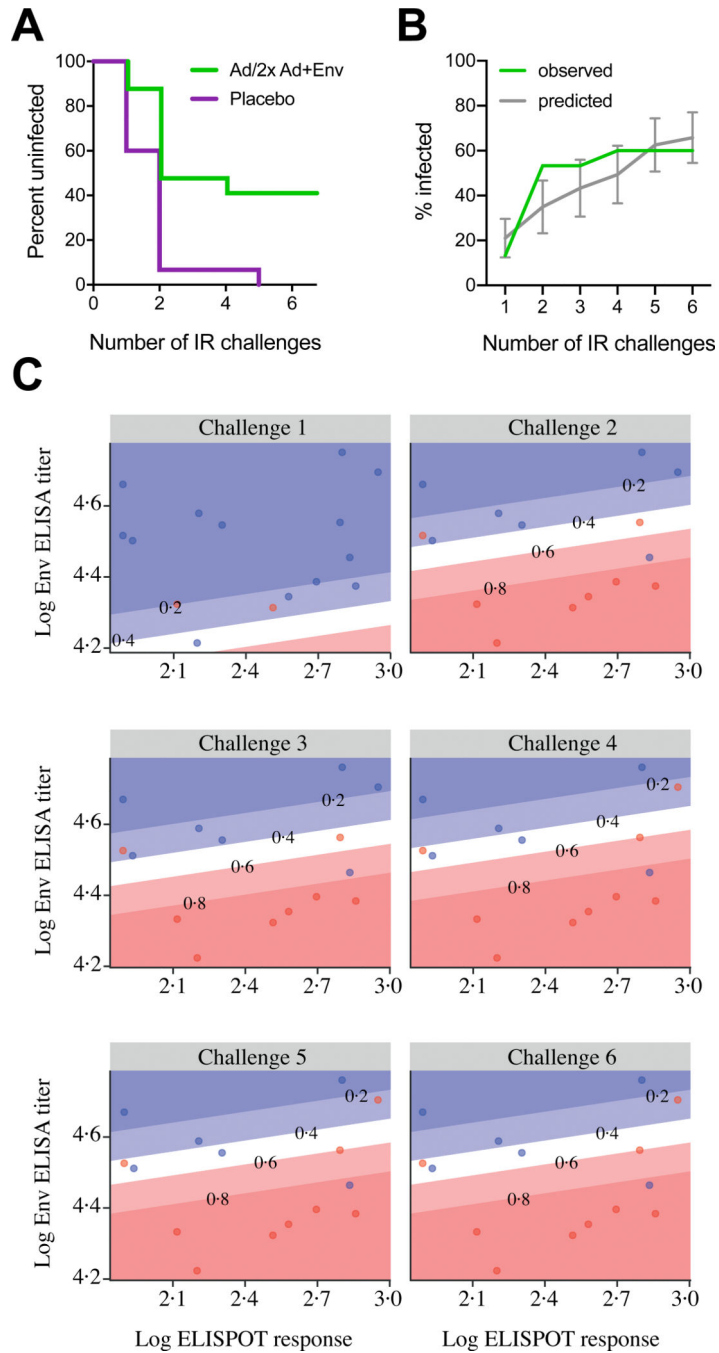 A
Percent uninfected
100
80
60
40
20
0
0 2 4 6
Number of IR challenges
Ad/2x Ad+Env
Placebo
B
% infected
100
80
60
40
20
0
1 2 3 4 5 6
Number of IR challenges
observed
predicted
C
Challenge 1
Log Env ELISA titer
4·6
4·4
4·2
0·2
0·4
2·1 2·4 2·7 3·0
Challenge 2
0·2
0·4
0·6
0·8
2·1 2·4 2·7 3·0
Challenge 3
Log Env ELISA titer
4·6
4·4
4·2
0·2
0·4
0·6
0·8
2·1 2·4 2·7 3·0
Challenge 4
0·2
0·4
0·6
0·8
2·1 2·4 2·7 3·0
Challenge 5
Log Env ELISA titer
4·6
4·4
4·2
0·2
0·4
0·6
0·8
2·1 2·4 2·7 3·0
Log ELISPOT response
Challenge 6
0·2
0·4
0·6
0·8
2·1 2·4 2·7 3·0
Log ELISPOT response